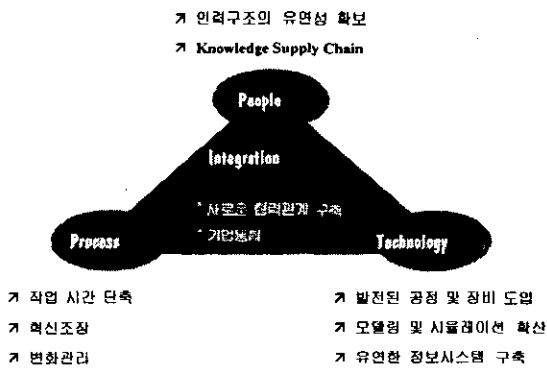 ↗ 인력구조의 유연성 확보
↗ Knowledge Supply Chain
People
Integration
* 새로운 협력관계 구축
* 기업통합
Process
Technology
↗ 작업 시간 단축
↗ 혁신조장
↗ 변화관리
↗ 발전된 공정 및 장비 도입
↗ 모델링 및 시뮬레이션 확산
↗ 유연한 정보시스템 구축